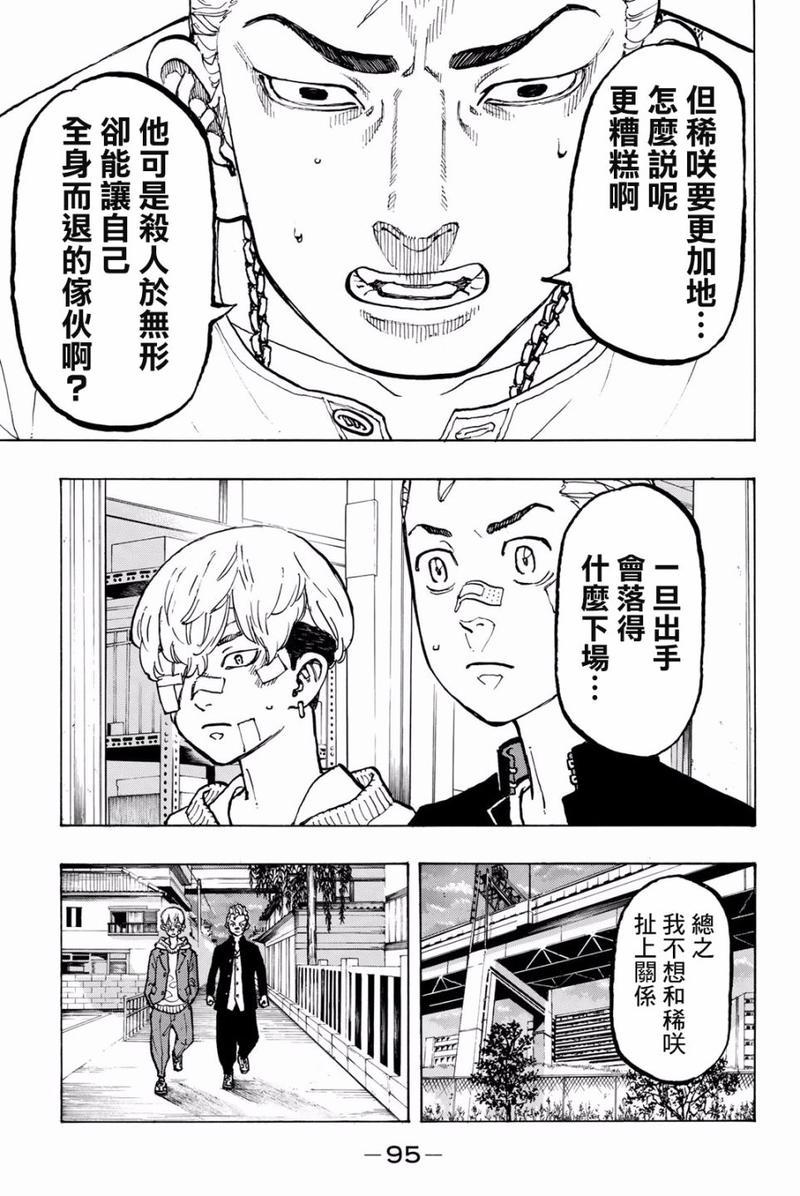 但稀咲要更加地…
怎麼說呢
更糟糕啊
他可是殺人於無形
卻能讓自己
全身而退的傢伙啊？
一旦出手
會落得
什麼下場…
總之
我不想和稀咲
扯上關係
－95－